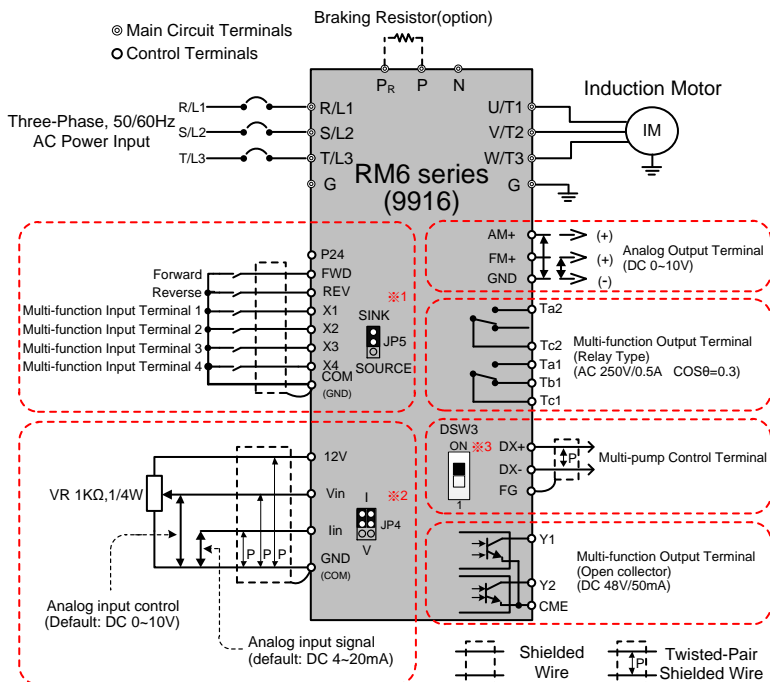 Braking Resistor(option)
Main Circuit Terminals
Control Terminals
PR P N
Three-Phase, 50/60Hz
AC Power Input
R/L1
S/L2
T/L3
R/L1
S/L2
T/L3
G
U/T1
V/T2
W/T3
G
Induction Motor
IM
RM6 series
(9916)
Forward
Reverse
Multi-function Input Terminal 1
Multi-function Input Terminal 2
Multi-function Input Terminal 3
Multi-function Input Terminal 4
P24
FWD
REV
X1
X2
X3
X4
COM
(GND)
※1
SINK
JP5
SOURCE
AM+
FM+
GND
(+)
(+)
(-)
Analog Output Terminal
(DC 0~10V)
Ta2
Tc2
Ta1
Tb1
Tc1
Multi-function Output Terminal
(Relay Type)
(AC 250V/0.5A COSθ=0.3)
DSW3
ON
※3
1
DX+
DX-
FG
P
Multi-pump Control Terminal
VR 1KΩ,1/4W
12V
Vin
Iin
GND
(COM)
P P P
※2
I
JP4
V
Analog input control
(Default: DC 0~10V)
Analog input signal
(default: DC 4~20mA)
Y1
Y2
CME
Multi-function Output Terminal
(Open collector)
(DC 48V/50mA)
Shielded
Wire
P
Twisted-Pair
Shielded Wire